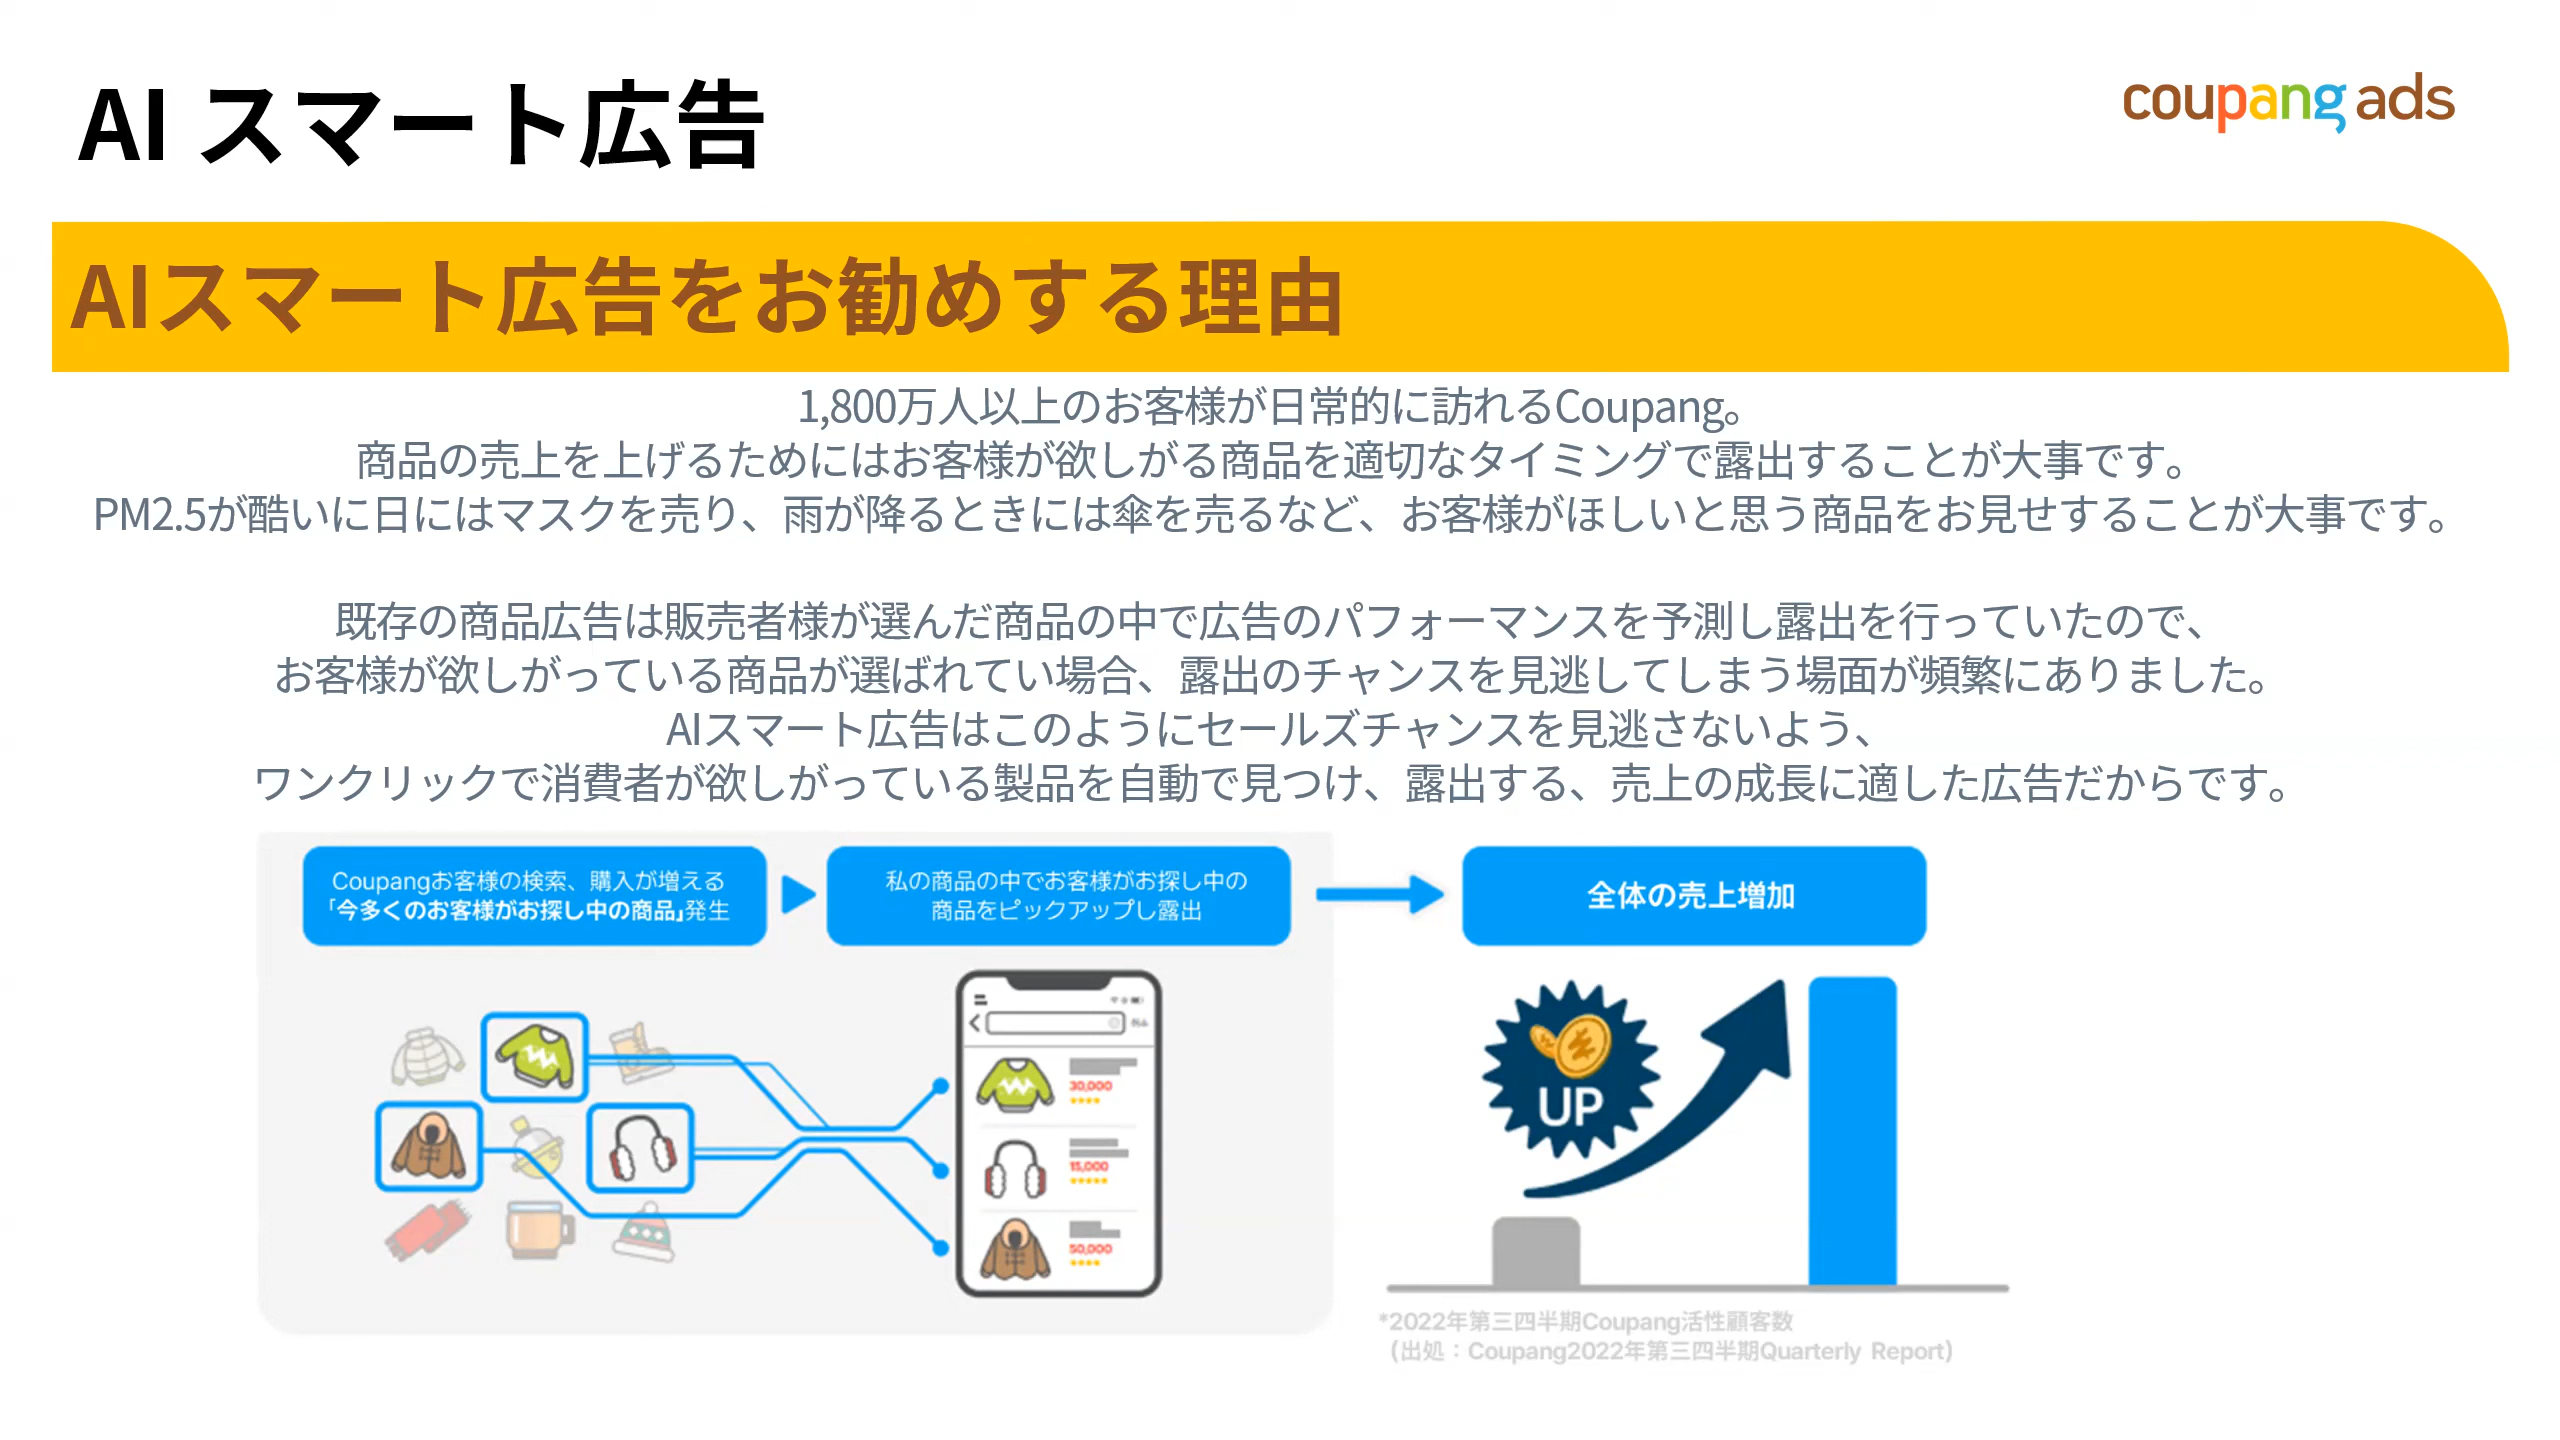 AI スマート広告
coupang ads
AIスマート広告をお勧めする理由
1,800万人以上のお客様が日常的に訪れるCoupang。
商品の売上を上げるためにはお客様が欲しがる商品を適切なタイミングで露出することが大事です。
PM2.5が酷いに日にはマスクを売り、雨が降るときには傘を売るなど、お客様がほしいと思う商品をお見せすることが大事です。
既存の商品広告は販売者様が選んだ商品の中で広告のパフォーマンスを予測し露出を行っていたので、
お客様が欲しがっている商品が選ばれてい場合、露出のチャンスを見逃してしまう場面が頻繁にありました。
AIスマート広告はこのようにセールズチャンスを見逃さないよう、
ワンクリックで消費者が欲しがっている製品を自動で見つけ、露出する、売上の成長に適した広告だからです。
Coupangお客様の検索、購入が増える
「今多くのお客様がお探し中の商品」発生
私の商品の中でお客様がお探し中の
商品をピックアップし露出
全体の売上増加
30,000
15,000
50,000
UP
*2022年第三四半期Coupang活性顧客数
(出処：Coupang2022年第三四半期Quarterly Report)